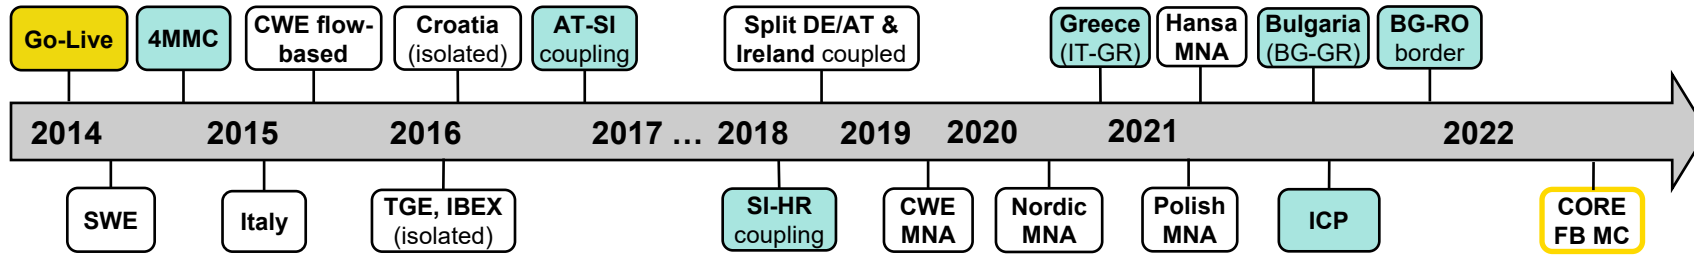 Go-Live
4MMC
CWE flow-
based
Croatia
(isolated)
AT-SI
coupling
Split DE/AT &
Ireland coupled
Greece
(IT-GR)
Hansa
MNA
Bulgaria
(BG-GR)
BG-RO
border
2014 2015 2016 2017 ... 2018 2019 2020 2021 2022
SWE
Italy
TGE, IBEX
(isolated)
SI-HR
coupling
CWE
MNA
Nordic
MNA
Polish
MNA
ICP
CORE
FB MC